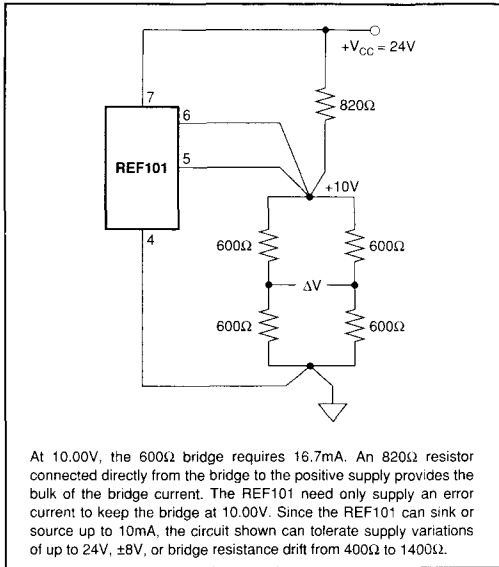 +VCC = 24V
7
820Ω
6
REF101
5
+10V
4
600Ω
600Ω
ΔV
600Ω
600Ω
At 10.00V, the 600Ω bridge requires 16.7mA. An 820Ω resistor
connected directly from the bridge to the positive supply provides the
bulk of the bridge current. The REF101 need only supply an error
current to keep the bridge at 10.00V. Since the REF101 can sink or
source up to 10mA, the circuit shown can tolerate supply variations
of up to 24V, ±8V, or bridge resistance drift from 400Ω to 1400Ω.